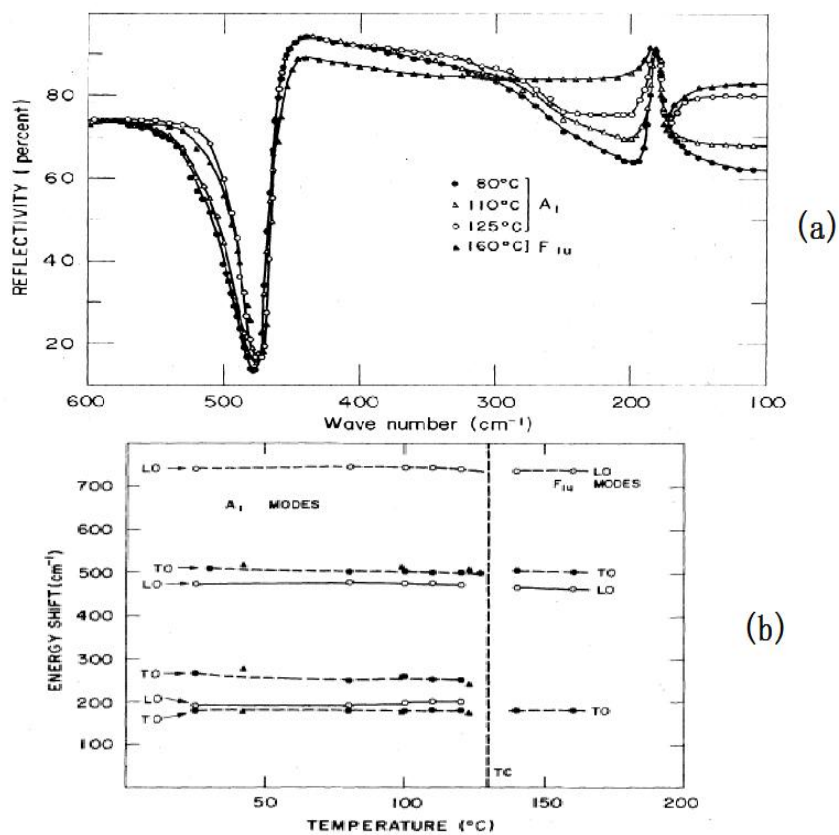 REFLECTIVITY (percent)
80
60
40
20
● 80°C
△ 110°C
○ 125°C
A₁
▲ 160°C] F₁ᵤ
600 500 400 300 200 100
Wave number (cm⁻¹)
(a)
ENERGY SHIFT(cm⁻¹)
700
600
500
400
300
200
100
LO
A₁ MODES
TO
LO
TO
LO
TO
LO
F₁ᵤ MODES
TO
LO
TO
TC
50 100 150 200
TEMPERATURE (°C)
(b)